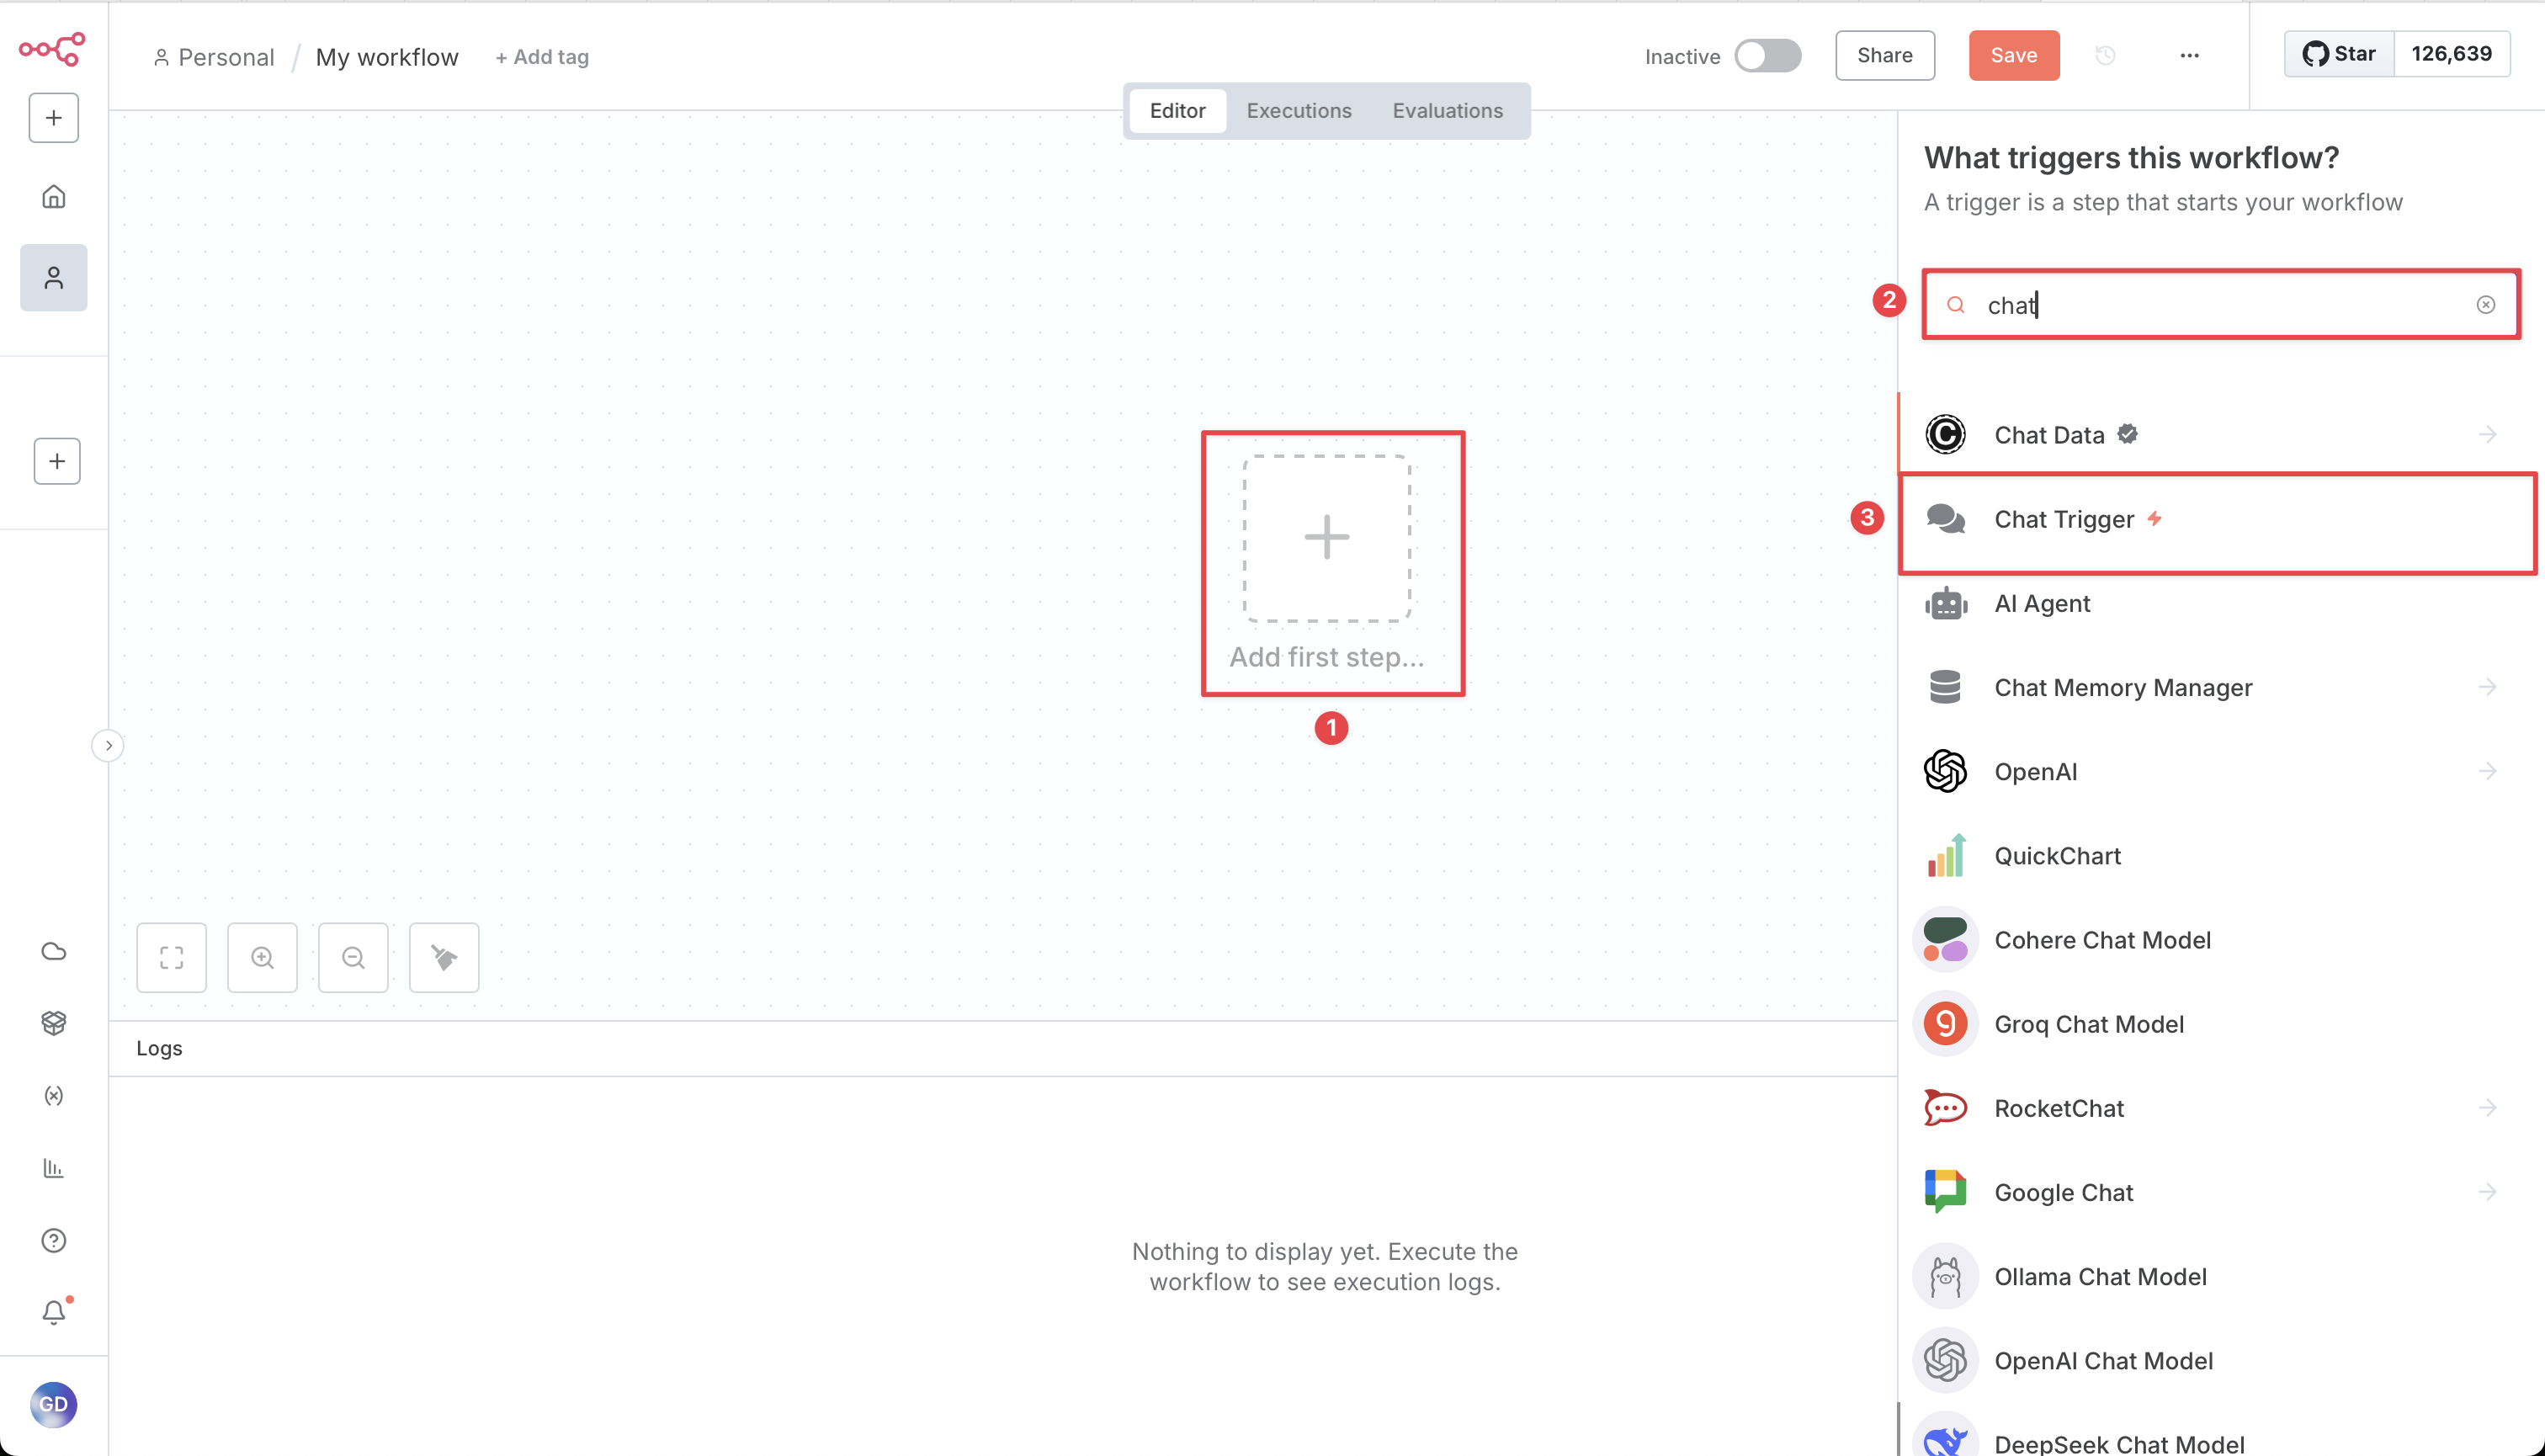 Personal / My workflow + Add tag
Inactive
Share
Save
Star 126,639
Editor Executions Evaluations
What triggers this workflow?
A trigger is a step that starts your workflow
2
chat
Chat Data
3
Chat Trigger
AI Agent
Chat Memory Manager
OpenAI
QuickChart
Cohere Chat Model
Groq Chat Model
RocketChat
Google Chat
Ollama Chat Model
OpenAI Chat Model
DeepSeek Chat Model
Add first step...
1
Logs
Nothing to display yet. Execute the
workflow to see execution logs.
GD